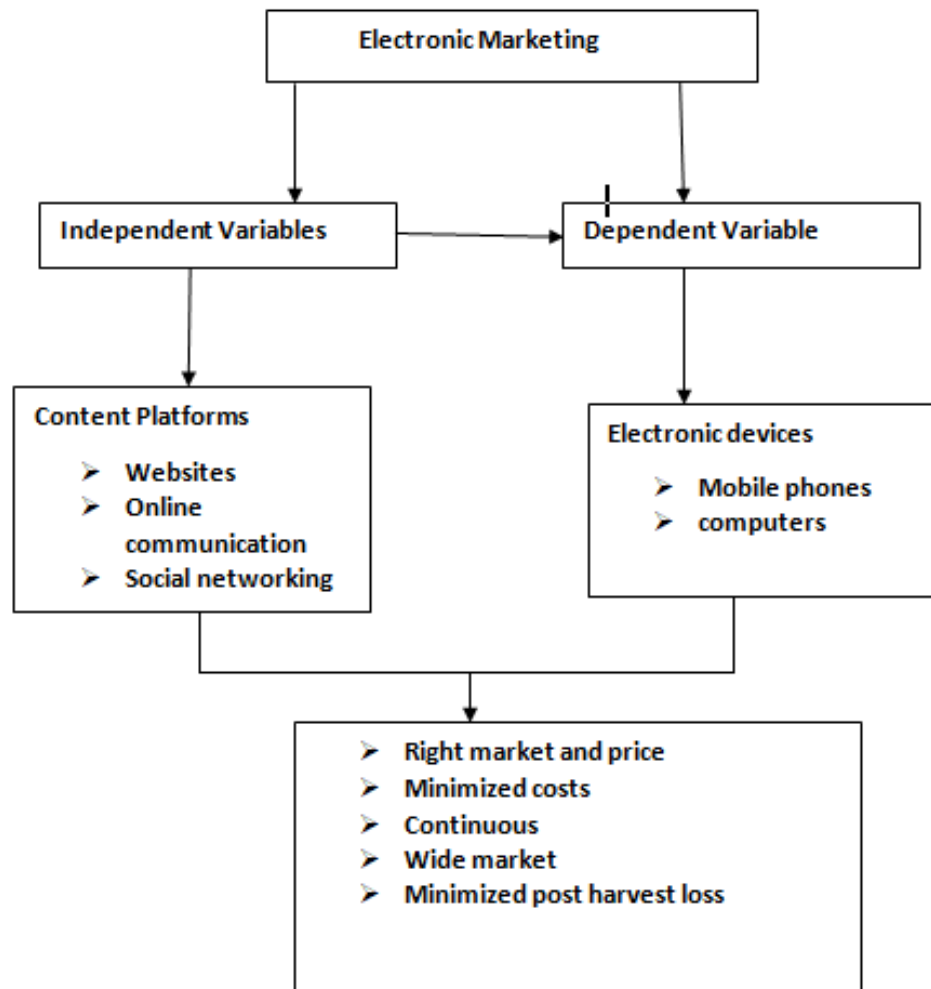 Electronic Marketing
Independent Variables
Dependent Variable
Content Platforms
Websites
Online
communication
Social networking
Electronic devices
Mobile phones
computers
Right market and price
Minimized costs
Continuous
Wide market
Minimized post harvest loss